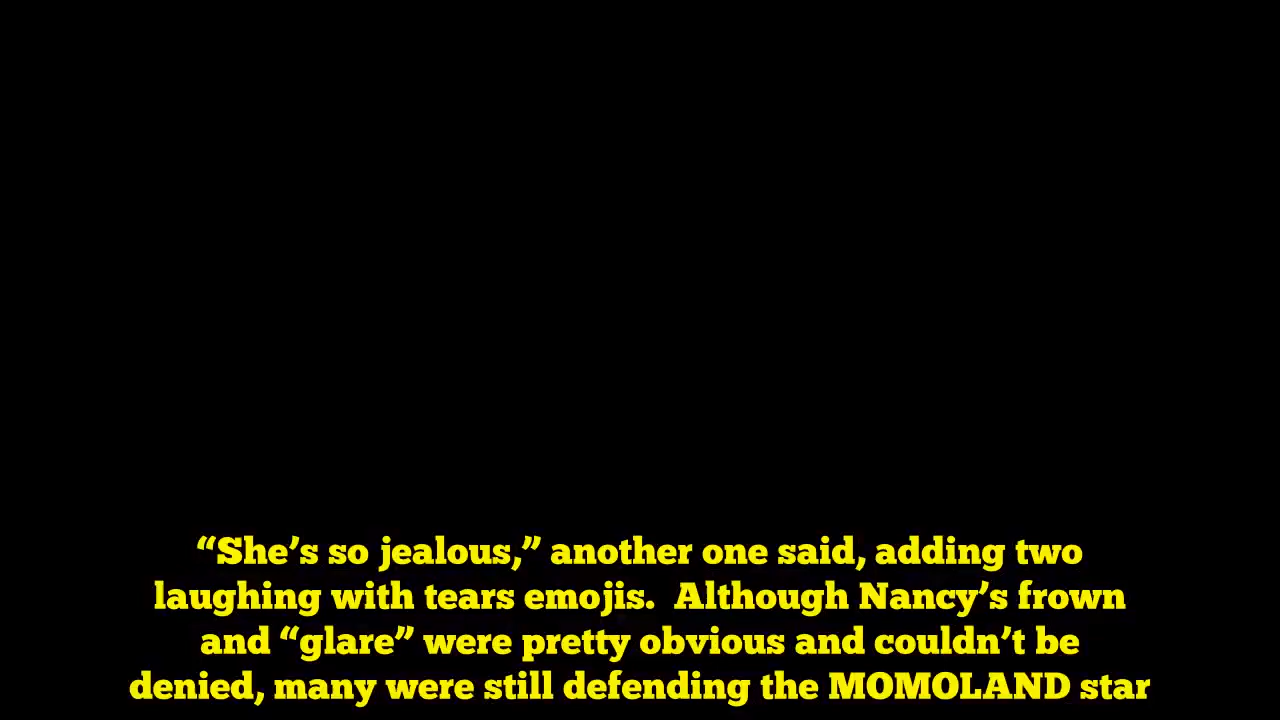 “She’s so jealous,” another one said, adding two
laughing with tears emojis.  Although Nancy’s frown
and “glare” were pretty obvious and couldn’t be
denied, many were still defending the MOMOLAND star